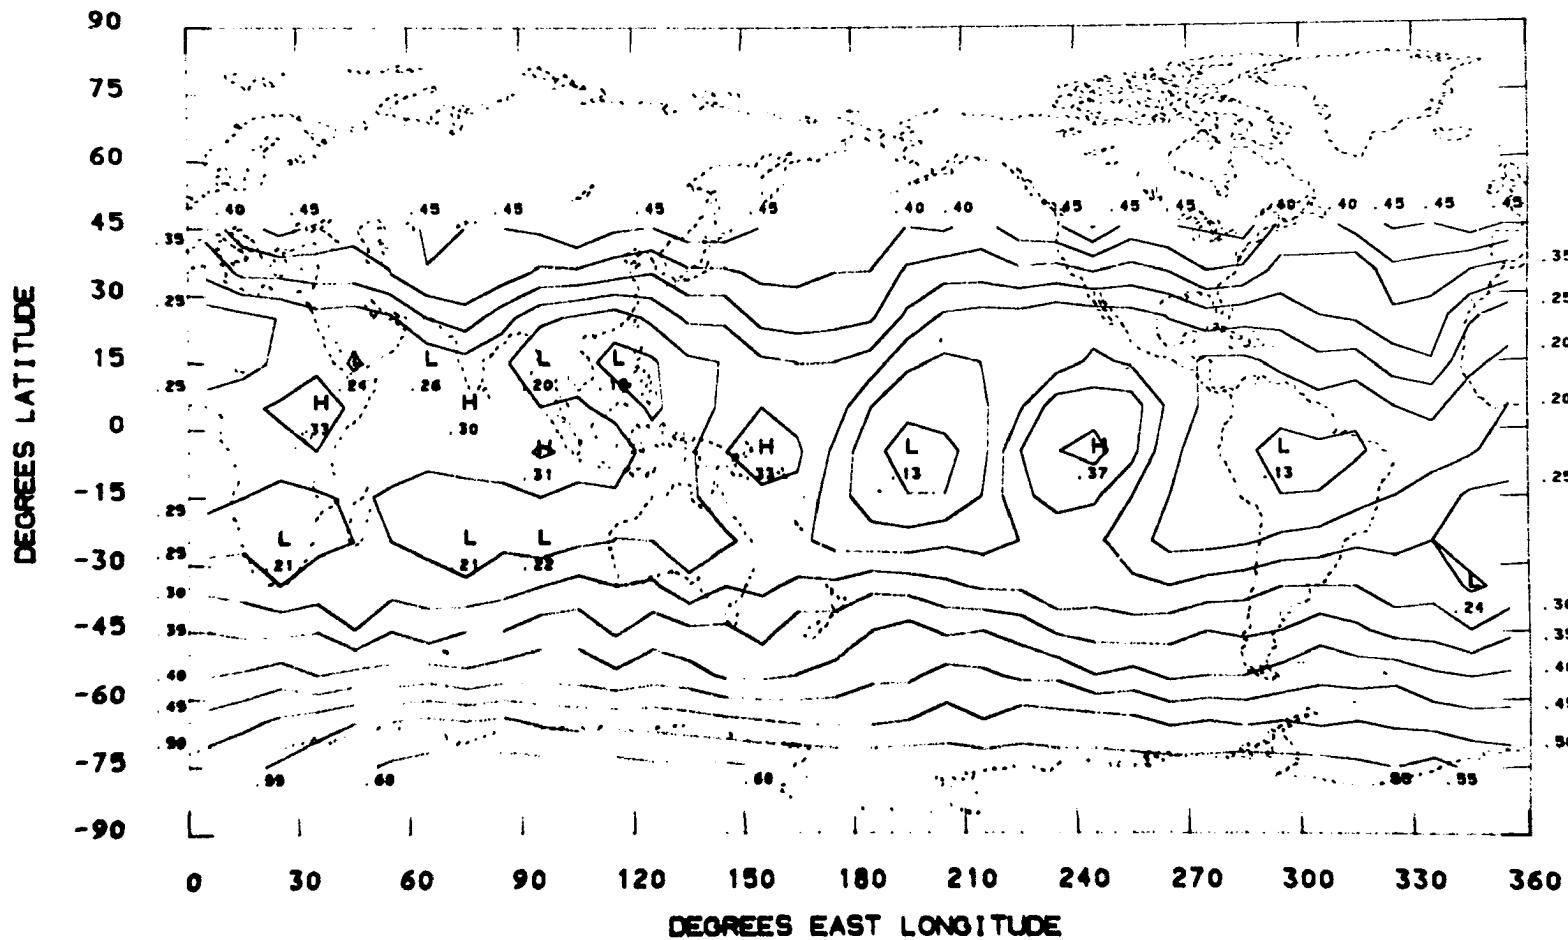 90
75
60
.40 .45 .45 .45 .45 .45 .40 .40 .45 .45 .45 .40 .40 .45 .45 .45
45
.35 .35
30
.25 .25
15 L L L
.24 .26 .20
.25 .20
H H
.33 .30
0
H H L H L
.31 .33 .13 .37 .13
.25
-15
.25
L L L
.25 .21 .21 .22
-30
L
.30 .24 .30
-45
.35 .35
.40 .40
-60
.45 .45
.50 .50
-75
.55 .60 .60 .55
-90
0 30 60 90 120 150 180 210 240 270 300 330 360
DEGREES EAST LONGITUDE
DEGREES LATITUDE